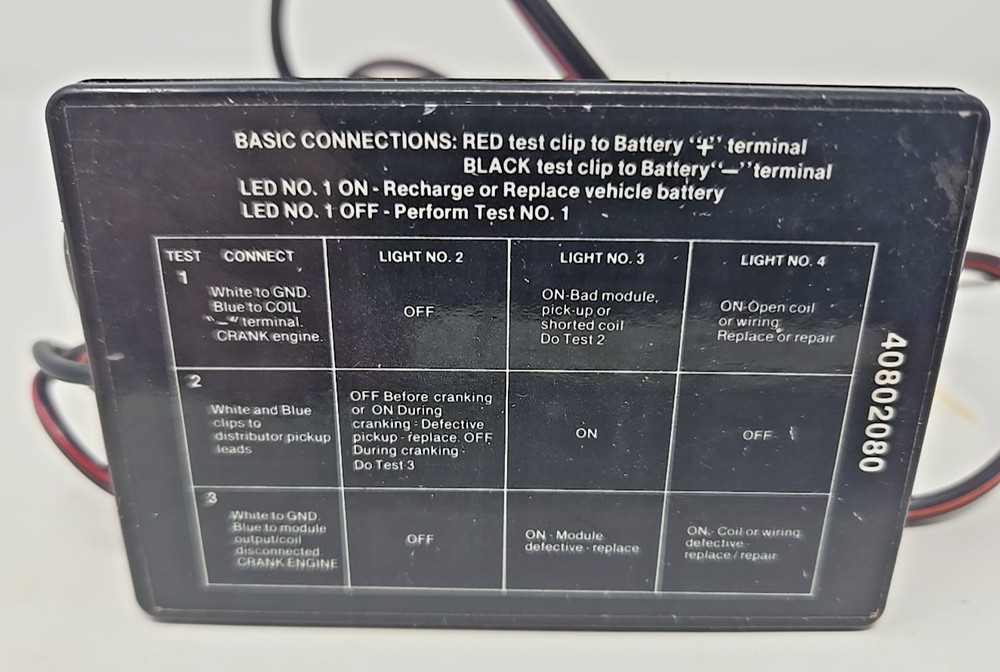 BASIC CONNECTIONS: RED test clip to Battery "+" terminal
BLACK test clip to Battery "–" terminal
LED NO. 1 ON - Recharge or Replace vehicle battery
LED NO. 1 OFF - Perform Test NO. 1
TEST CONNECT
LIGHT NO. 2
LIGHT NO. 3
LIGHT NO. 4
1
White to GND.
Blue to COIL
"–" terminal.
CRANK engine.
OFF
ON-Bad module,
pick-up or
shorted coil
Do Test 2
ON-Open coil
or wiring
Replace or repair
2
White and Blue
clips to
distributor pickup
leads
OFF Before cranking
or ON During
cranking - Defective
pickup - replace. OFF
During cranking -
Do Test 3
ON
OFF
3
White to GND.
Blue to module
output/coil
disconnected
CRANK ENGINE
OFF
ON - Module
defective - replace
ON - Coil or wiring
defective -
replace / repair
40802080